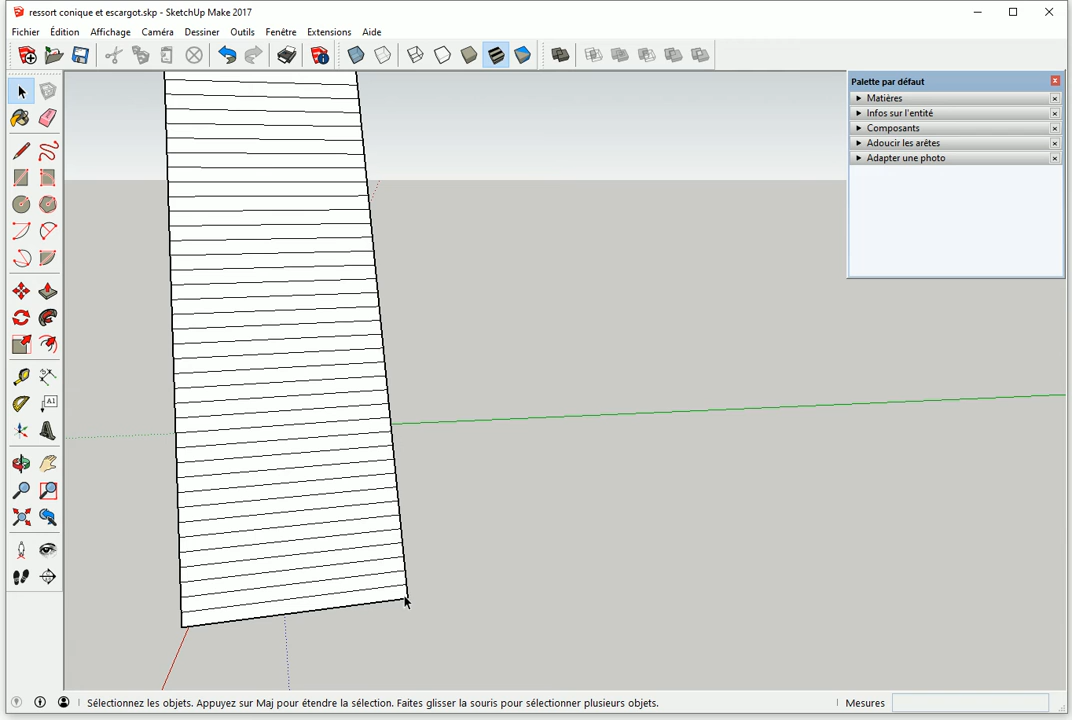 ressort conique et escargot.skp - SketchUp Make 2017
Fichier Édition Affichage Caméra Dessiner Outils Fenêtre Extensions Aide
Palette par défaut
Matières
Infos sur l'entité
Composants
Adoucir les arêtes
Adapter une photo
A1
Sélectionnez les objets. Appuyez sur Maj pour étendre la sélection. Faites glisser la souris pour sélectionner plusieurs objets.
Mesures